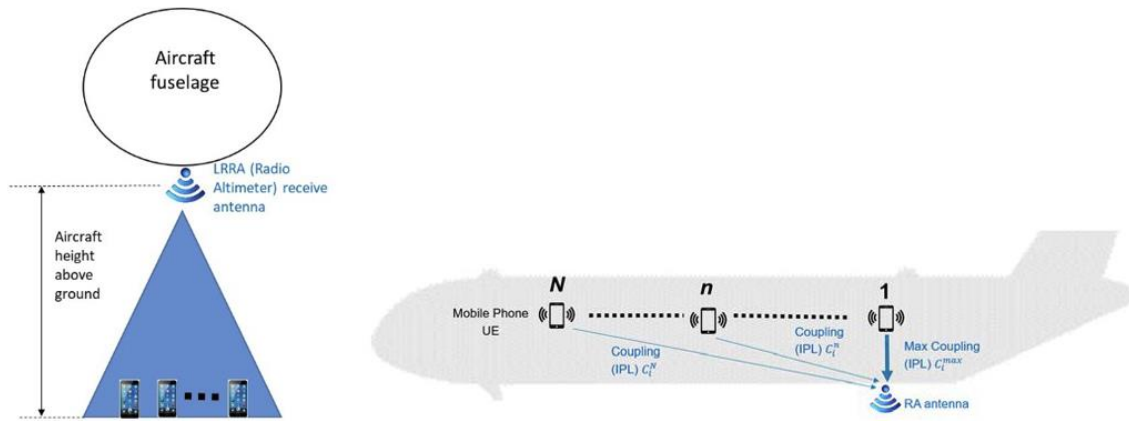 Aircraft
fuselage
LRRA (Radio
Altimeter) receive
antenna
Aircraft
height
above
ground
N
n
1
Mobile Phone
UE
Coupling
(IPL) C_i^N
Coupling
(IPL) C_i^n
Max Coupling
(IPL) C_i^max
RA antenna